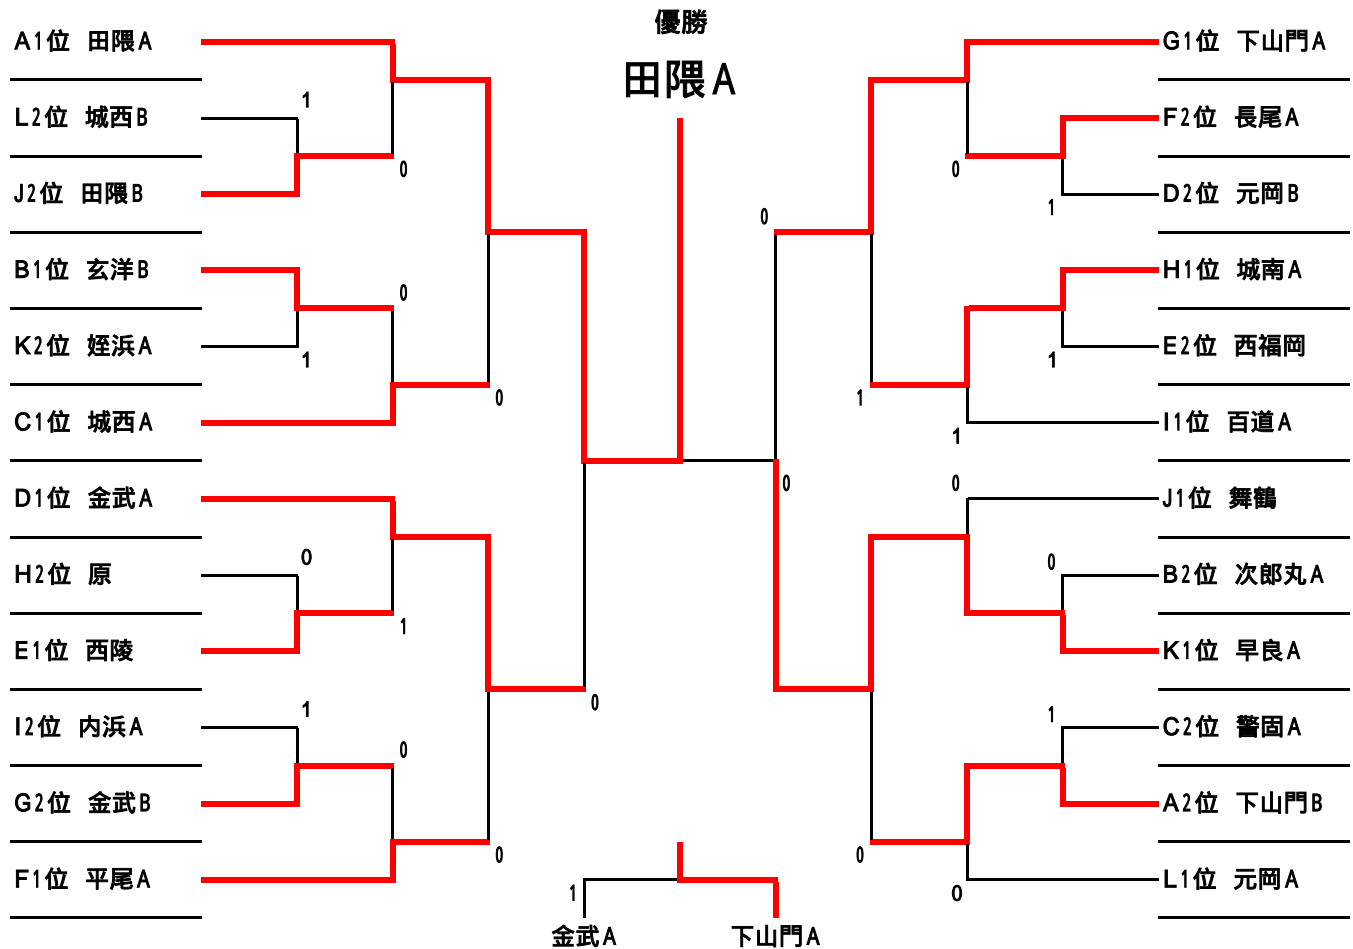 優勝
田隈A
A1位 田隈A
L2位 城西B
J2位 田隈B
B1位 玄洋B
K2位 姪浜A
C1位 城西A
D1位 金武A
H2位 原
E1位 西陵
I2位 内浜A
G2位 金武B
F1位 平尾A
1
0
0
1
0
0
1
1
0
0
0
G1位 下山門A
F2位 長尾A
D2位 元岡B
H1位 城南A
E2位 西福岡
I1位 百道A
J1位 舞鶴
B2位 次郎丸A
K1位 早良A
C2位 警固A
A2位 下山門B
L1位 元岡A
0
1
0
1
1
1
0
0
0
1
0
0
1
金武A
下山門A